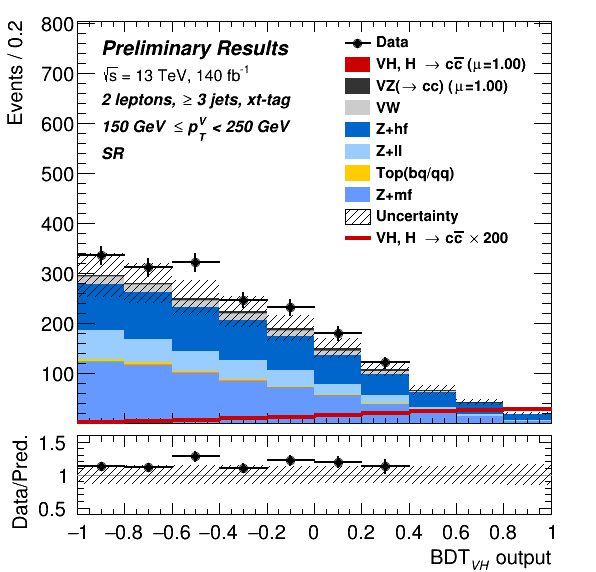 Events / 0.2
800
700
600
500
400
300
200
100
Preliminary Results
√s = 13 TeV, 140 fb⁻¹
2 leptons, ≥ 3 jets, xt-tag
150 GeV ≤ p_T^V < 250 GeV
SR
Data
VH, H → cc̅ (μ=1.00)
VZ(→ cc) (μ=1.00)
VW
Z+hf
Z+ll
Top(bq/qq)
Z+mf
Uncertainty
VH, H → cc̅ × 200
Data/Pred.
1.5
1
0.5
−1 −0.8 −0.6 −0.4 −0.2 0 0.2 0.4 0.6 0.8 1
BDT_VH output